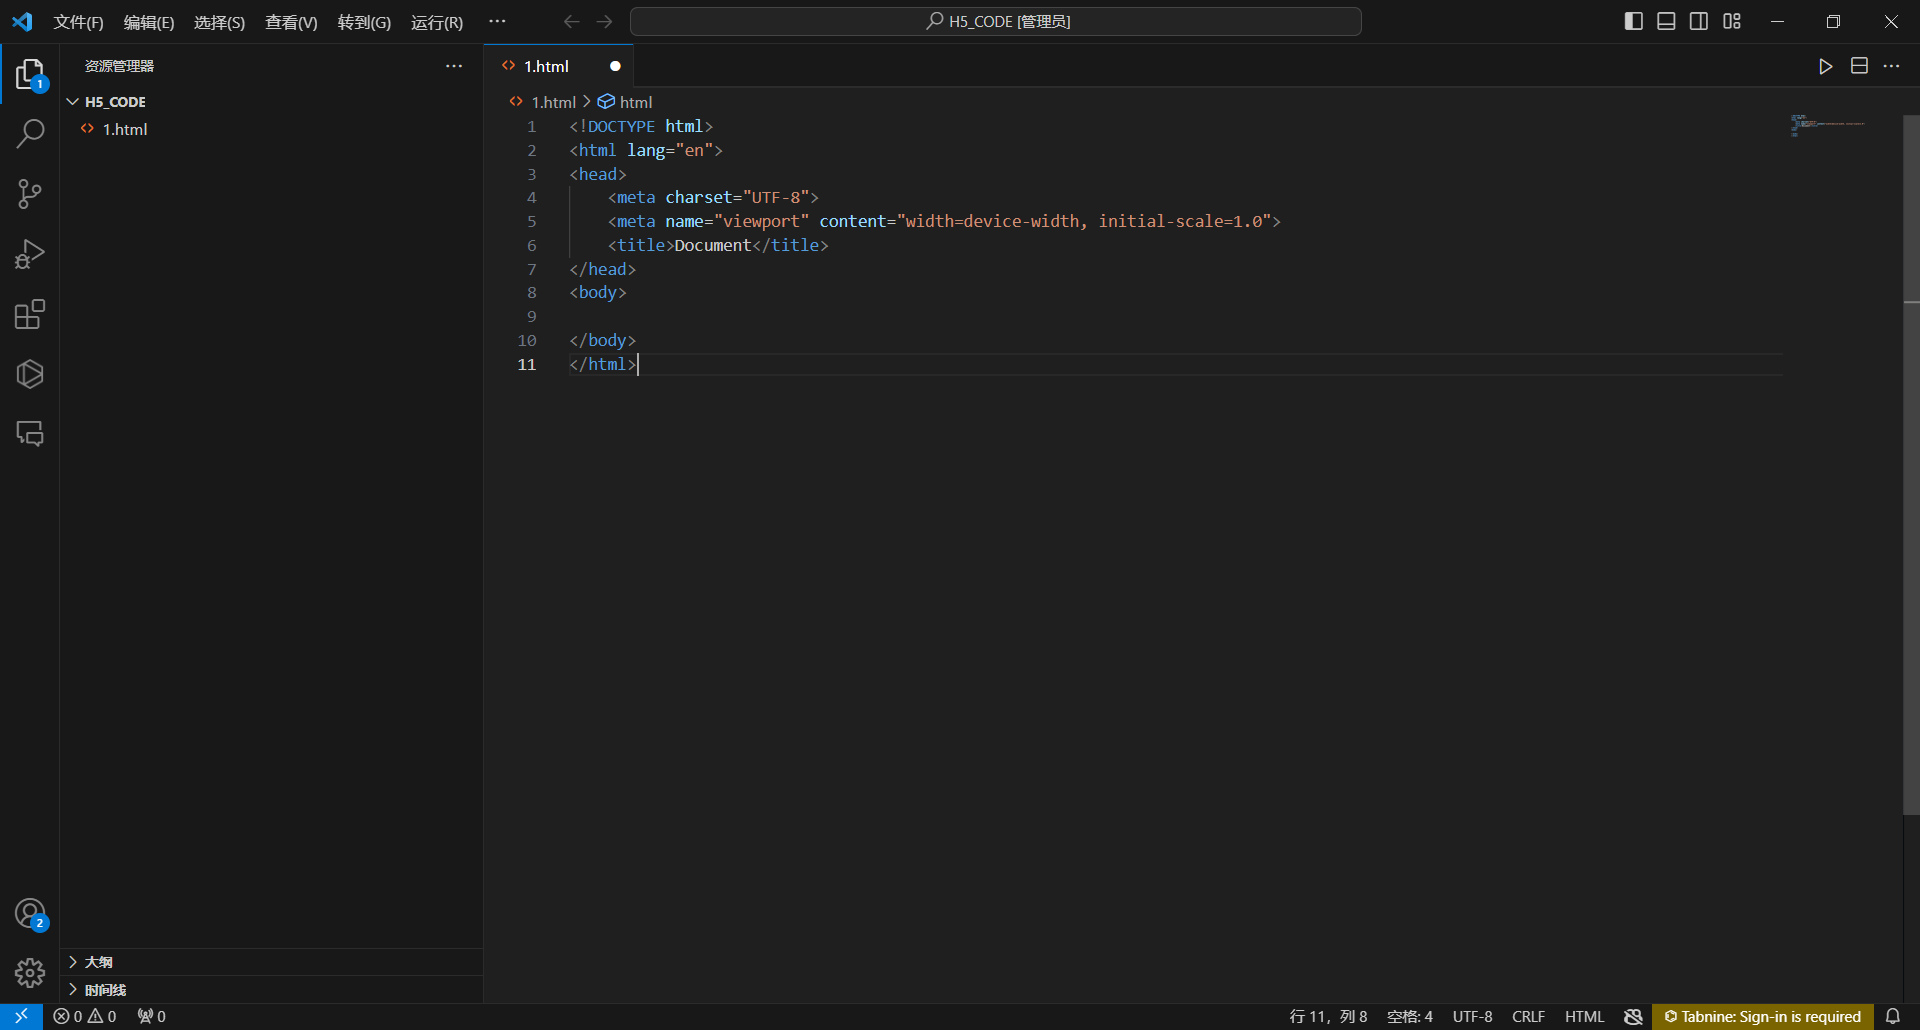 文件(F) 编辑(E) 选择(S) 查看(V) 转到(G) 运行(R) ··· H5_CODE [管理员]
资源管理器 ···
1
H5_CODE
1.html
1.html
1.html > html
1 <!DOCTYPE html>
2 <html lang="en">
3 <head>
4     <meta charset="UTF-8">
5     <meta name="viewport" content="width=device-width, initial-scale=1.0">
6     <title>Document</title>
7 </head>
8 <body>
9
10 </body>
11 </html>
2
大纲
时间线
0 0 0 行 11，列 8 空格: 4 UTF-8 CRLF HTML Tabnine: Sign-in is required